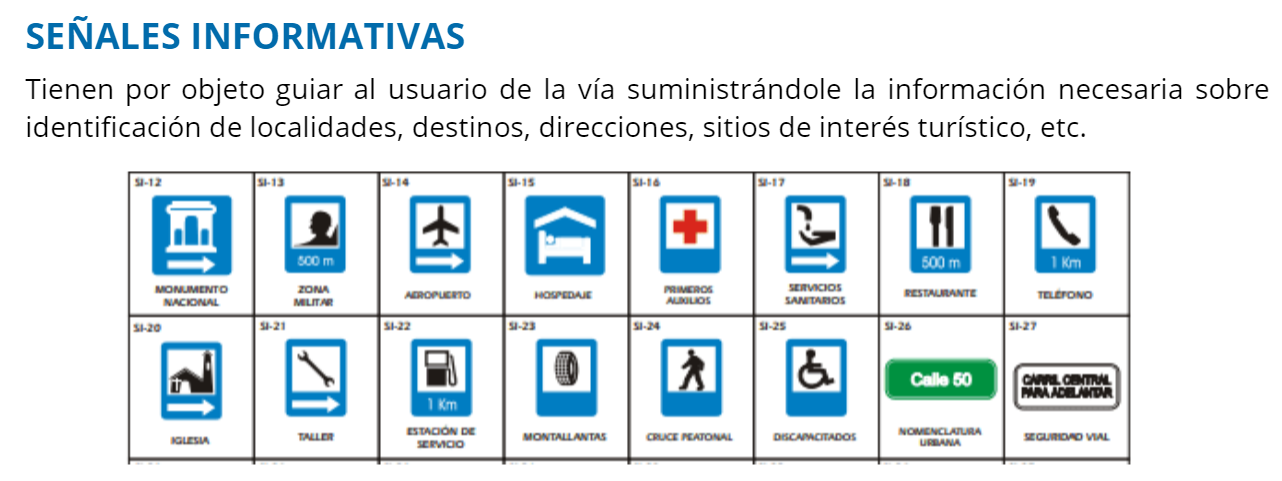 SEÑALES INFORMATIVAS
Tienen por objeto guiar al usuario de la vía suministrándole la información necesaria sobre
identificación de localidades, destinos, direcciones, sitios de interés turístico, etc.
SI-12 SI-13 SI-14 SI-15 SI-16 SI-17 SI-18 SI-19
500 m 500 m 1 Km
MONUMENTO
NACIONAL
ZONA
MILITAR
AEROPUERTO
HOSPEDAJE
PRIMEROS
AUXILIOS
SERVICIOS
SANITARIOS
RESTAURANTE
TELÉFONO
SI-20 SI-21 SI-22 SI-23 SI-24 SI-25 SI-26 SI-27
1 Km
Calle 50
CARRIL CENTRAL
PARA ADELANTAR
IGLESIA
TALLER
ESTACIÓN DE
SERVICIO
MONTALLANTAS
CRUCE PEATONAL
DISCAPACITADOS
NOMENCLATURA
URBANA
SEGURIDAD VIAL